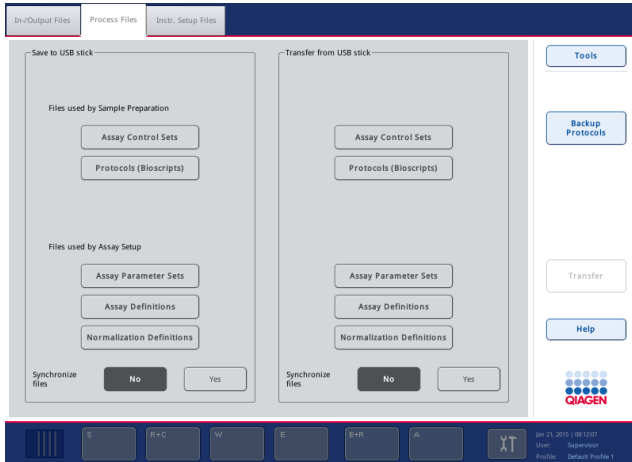 In-/Output Files
Process Files
Instr. Setup Files
Save to USB stick
Files used by Sample Preparation
Assay Control Sets
Protocols (Bioscripts)
Files used by Assay Setup
Assay Parameter Sets
Assay Definitions
Normalization Definitions
Synchronize
files
No
Yes
Transfer from USB stick
Assay Control Sets
Protocols (Bioscripts)
Assay Parameter Sets
Assay Definitions
Normalization Definitions
Synchronize
files
No
Yes
Tools
Backup
Protocols
Transfer
Help
QIAGEN
S
R+C
W
E
E+R
A
Jan 21, 2015 | 08:12:07
User: Supervisor
Profile: Default Profile 1